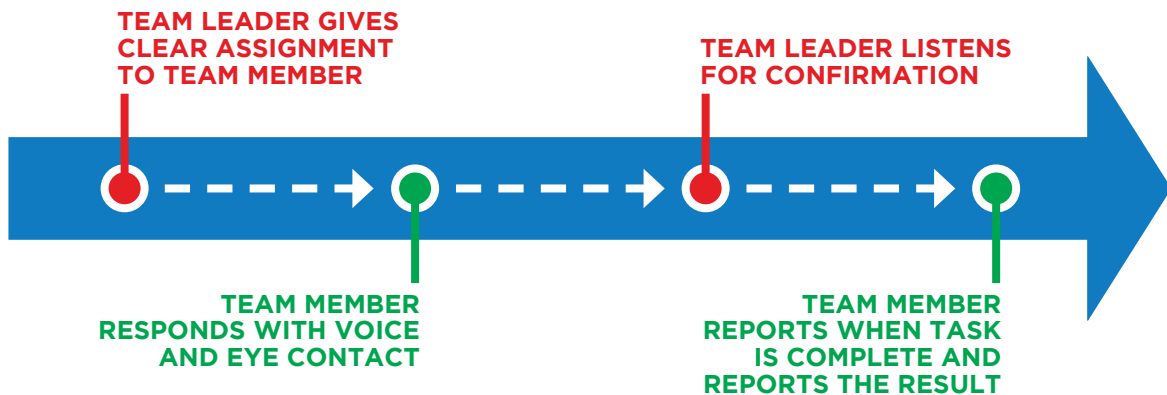 TEAM LEADER GIVES
CLEAR ASSIGNMENT
TO TEAM MEMBER
TEAM MEMBER
RESPONDS WITH VOICE
AND EYE CONTACT
TEAM LEADER LISTENS
FOR CONFIRMATION
TEAM MEMBER
REPORTS WHEN TASK
IS COMPLETE AND
REPORTS THE RESULT